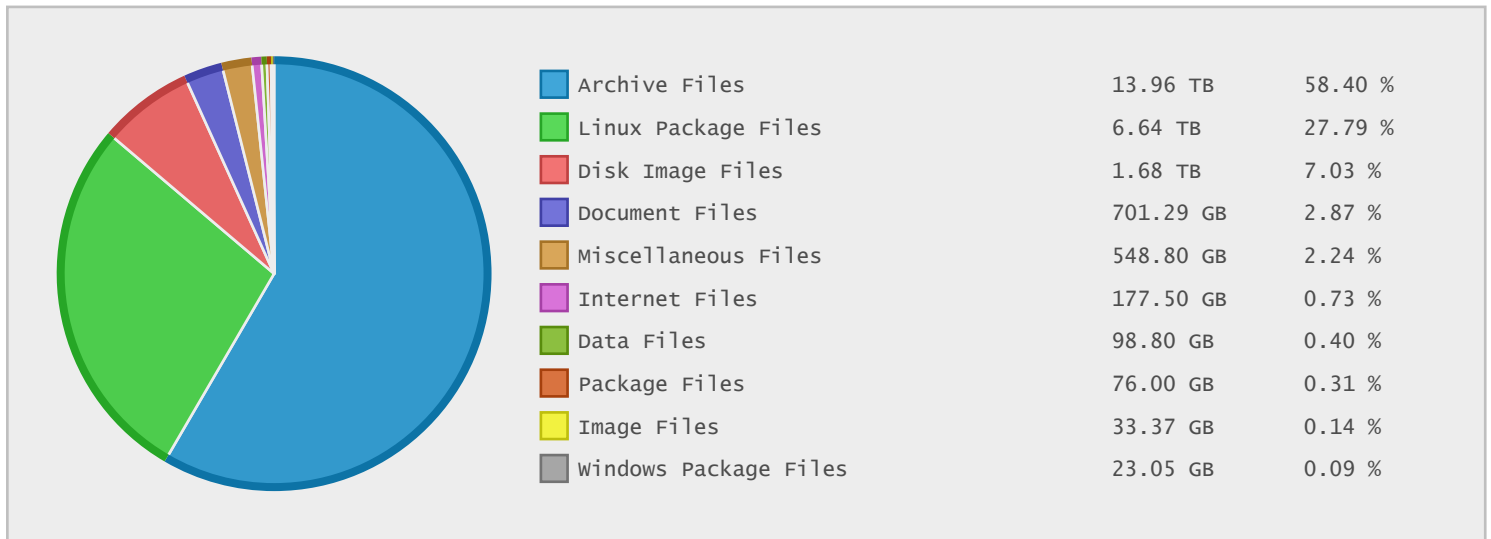 Archive Files 13.96 TB 58.40 %
Linux Package Files 6.64 TB 27.79 %
Disk Image Files 1.68 TB 7.03 %
Document Files 701.29 GB 2.87 %
Miscellaneous Files 548.80 GB 2.24 %
Internet Files 177.50 GB 0.73 %
Data Files 98.80 GB 0.40 %
Package Files 76.00 GB 0.31 %
Image Files 33.37 GB 0.14 %
Windows Package Files 23.05 GB 0.09 %